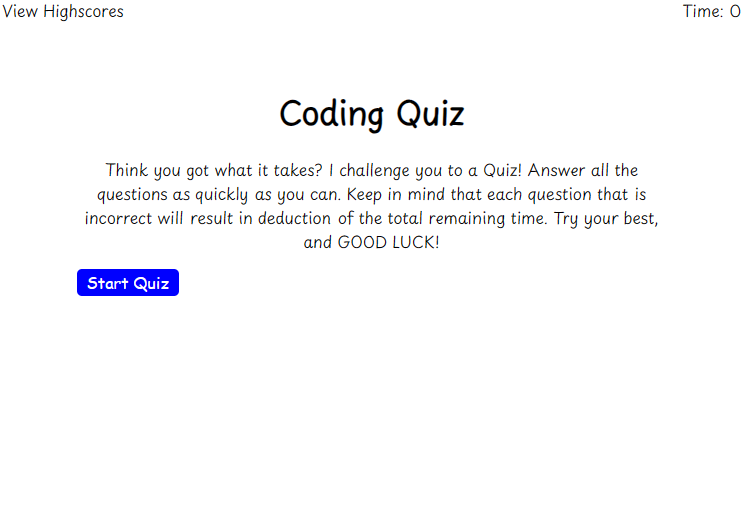 View Highscores
Time: 0
Coding Quiz
Think you got what it takes? I challenge you to a Quiz! Answer all the
questions as quickly as you can. Keep in mind that each question that is
incorrect will result in deduction of the total remaining time. Try your best,
and GOOD LUCK!
Start Quiz